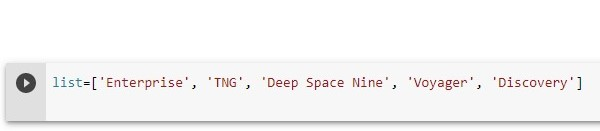 list=['Enterprise', 'TNG', 'Deep Space Nine', 'Voyager', 'Discovery']